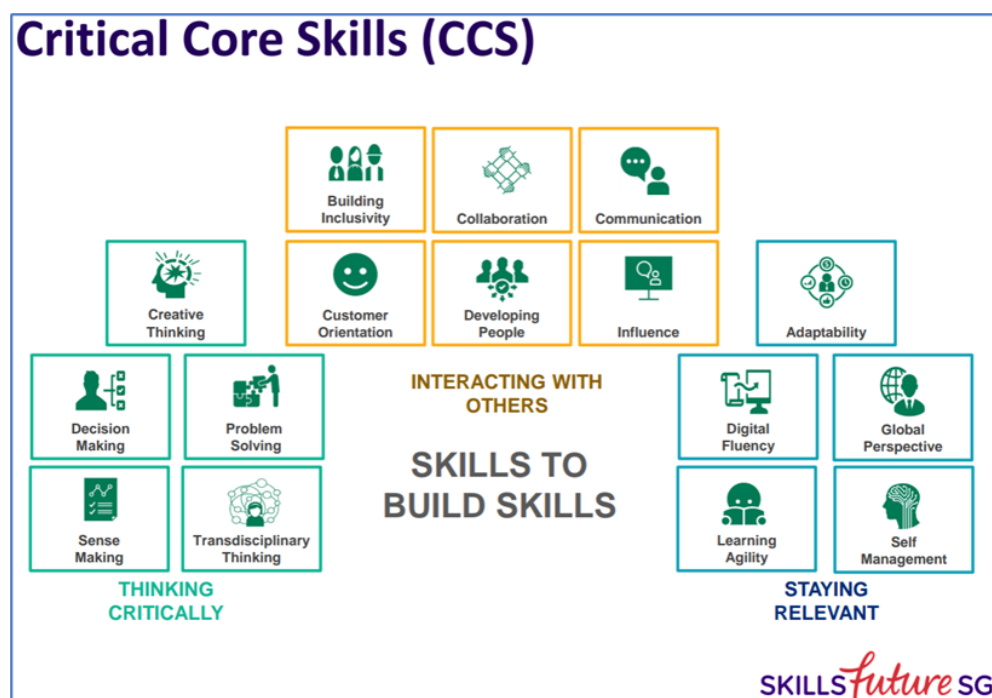 Critical Core Skills (CCS)
Building
Inclusivity
Collaboration
Communication
Creative
Thinking
Customer
Orientation
Developing
People
Influence
Adaptability
Decision
Making
Problem
Solving
INTERACTING WITH
OTHERS
Digital
Fluency
Global
Perspective
SKILLS TO
BUILD SKILLS
Sense
Making
Transdisciplinary
Thinking
Learning
Agility
Self
Management
THINKING
CRITICALLY
STAYING
RELEVANT
SKILLS future SG